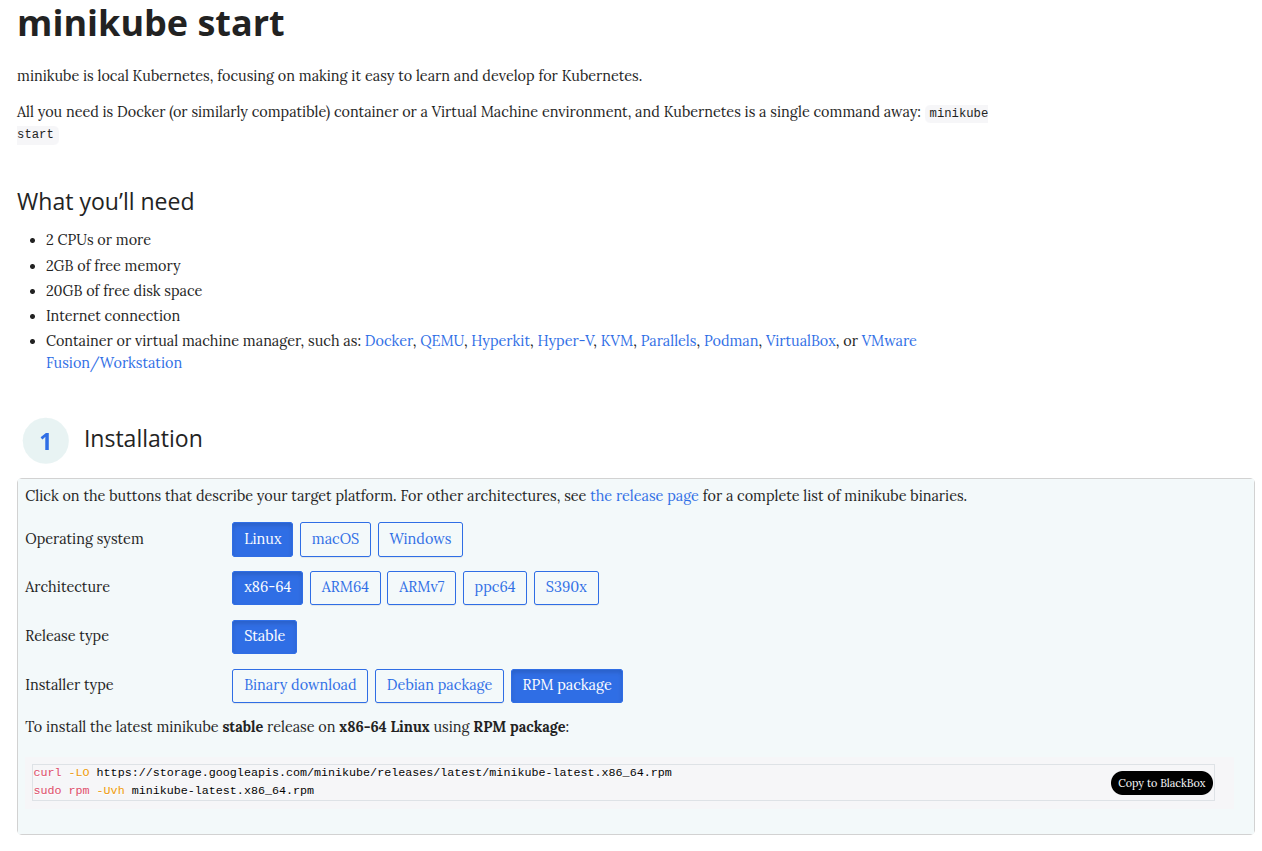 minikube start
minikube is local Kubernetes, focusing on making it easy to learn and develop for Kubernetes.
All you need is Docker (or similarly compatible) container or a Virtual Machine environment, and Kubernetes is a single command away: minikube
start
What you’ll need
• 2 CPUs or more
• 2GB of free memory
• 20GB of free disk space
• Internet connection
• Container or virtual machine manager, such as: Docker, QEMU, Hyperkit, Hyper-V, KVM, Parallels, Podman, VirtualBox, or VMware
Fusion/Workstation
1 Installation
Click on the buttons that describe your target platform. For other architectures, see the release page for a complete list of minikube binaries.
Operating system Linux macOS Windows
Architecture x86-64 ARM64 ARMv7 ppc64 S390x
Release type Stable
Installer type Binary download Debian package RPM package
To install the latest minikube stable release on x86-64 Linux using RPM package:
curl -LO https://storage.googleapis.com/minikube/releases/latest/minikube-latest.x86_64.rpm
sudo rpm -Uvh minikube-latest.x86_64.rpm
Copy to BlackBox